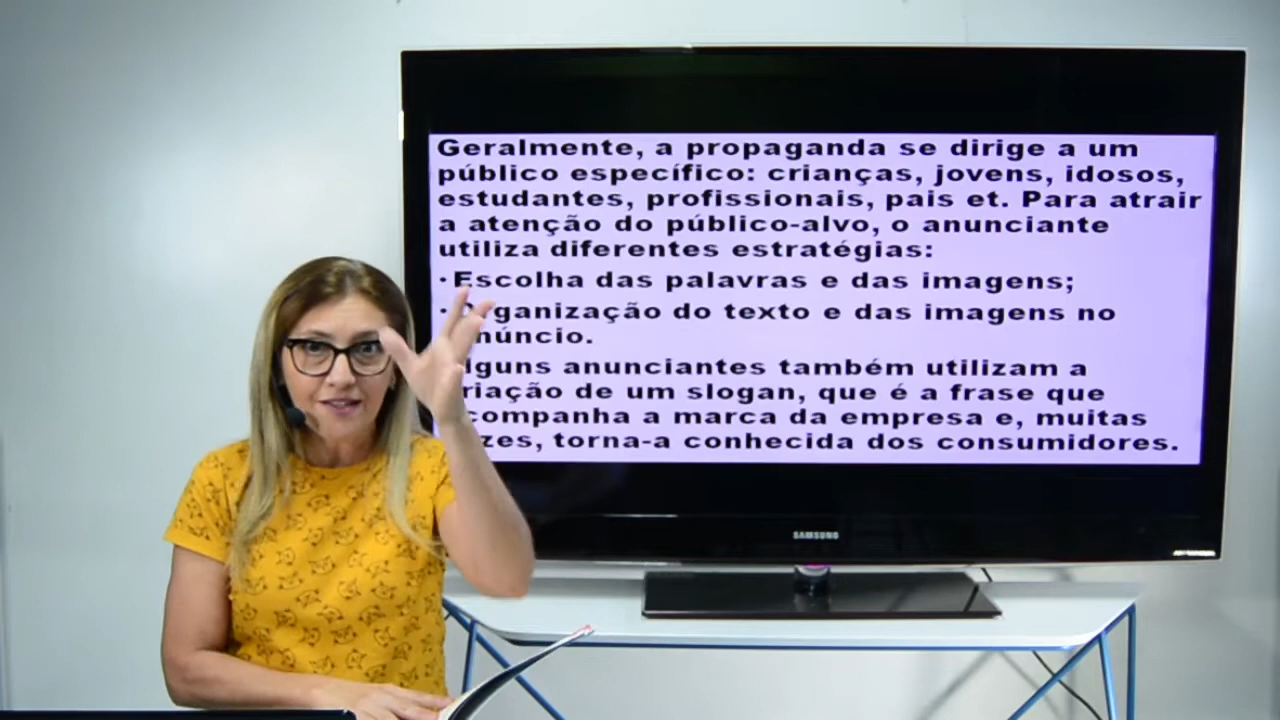 Geralmente, a propaganda se dirige a um
público específico: crianças, jovens, idosos,
estudantes, profissionais, pais et. Para atrair
a atenção do público-alvo, o anunciante
utiliza diferentes estratégias:
·Escolha das palavras e das imagens;
·Organização do texto e das imagens no
núncio.
lguns anunciantes também utilizam a
riação de um slogan, que é a frase que
companha a marca da empresa e, muitas
zes, torna-a conhecida dos consumidores.
SAMSUNG